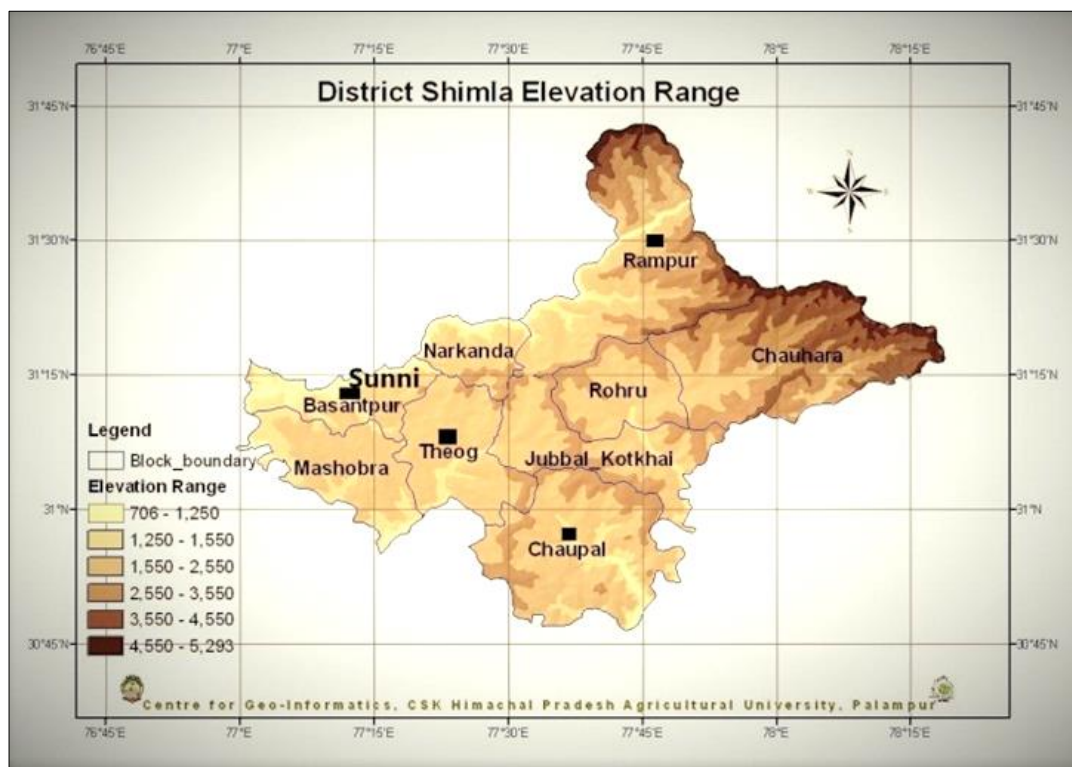 76°45'E 77°E 77°15'E 77°30'E 77°45'E 78°E 78°15'E
District Shimla Elevation Range
31°45'N 31°45'N
31°30'N 31°30'N
Rampur
Narkanda
Chauhara
31°15'N 31°15'N
Sunni
Rohru
Basantpur
Legend
Theog
Block_boundary
Mashobra
Jubbal_Kotkhai
Elevation Range
706 - 1,250
31°N 31°N
1,250 - 1,550
Chaupal
1,550 - 2,550
2,550 - 3,550
3,550 - 4,550
4,550 - 5,293
30°45'N 30°45'N
Centre for Geo-Informatics, CSK Himachal Pradesh Agricultural University, Palampur
76°45'E 77°E 77°15'E 77°30'E 77°45'E 78°E 78°15'E